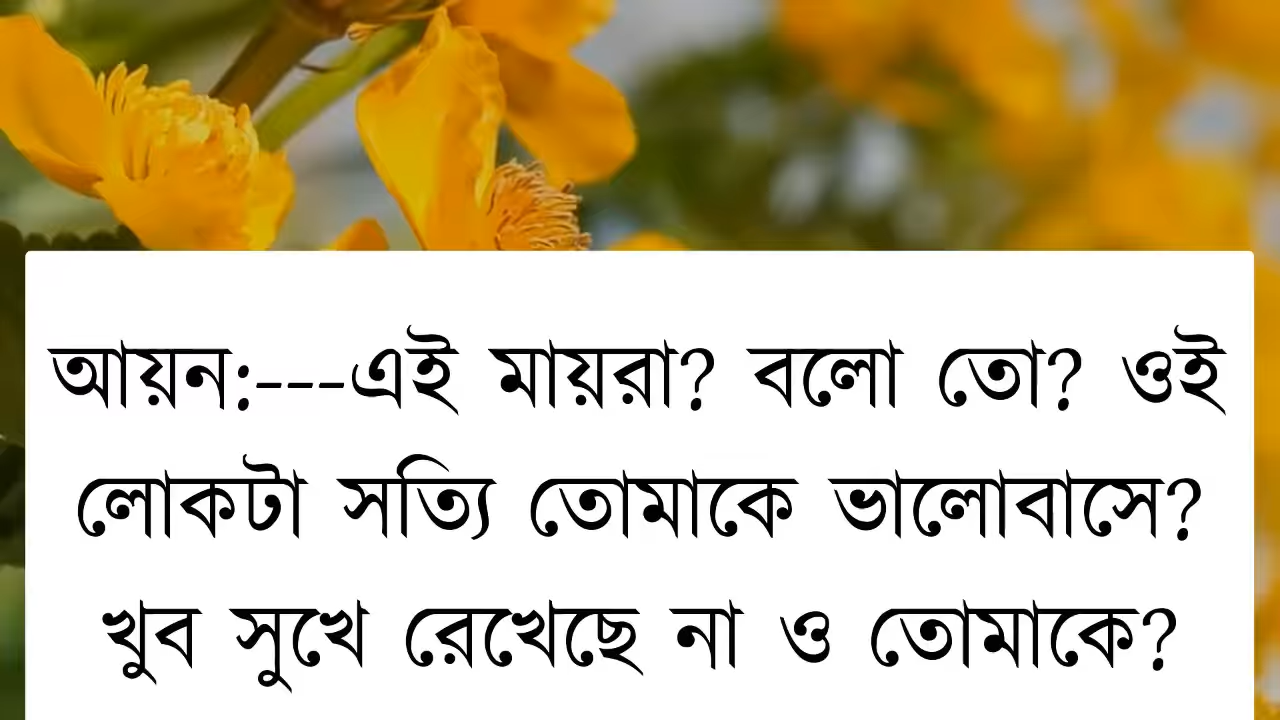 আয়ন:---এই মায়রা? বলো তো? ওই
লোকটা সত্যি তোমাকে ভালোবাসে?
খুব সুখে রেখেছে না ও তোমাকে?